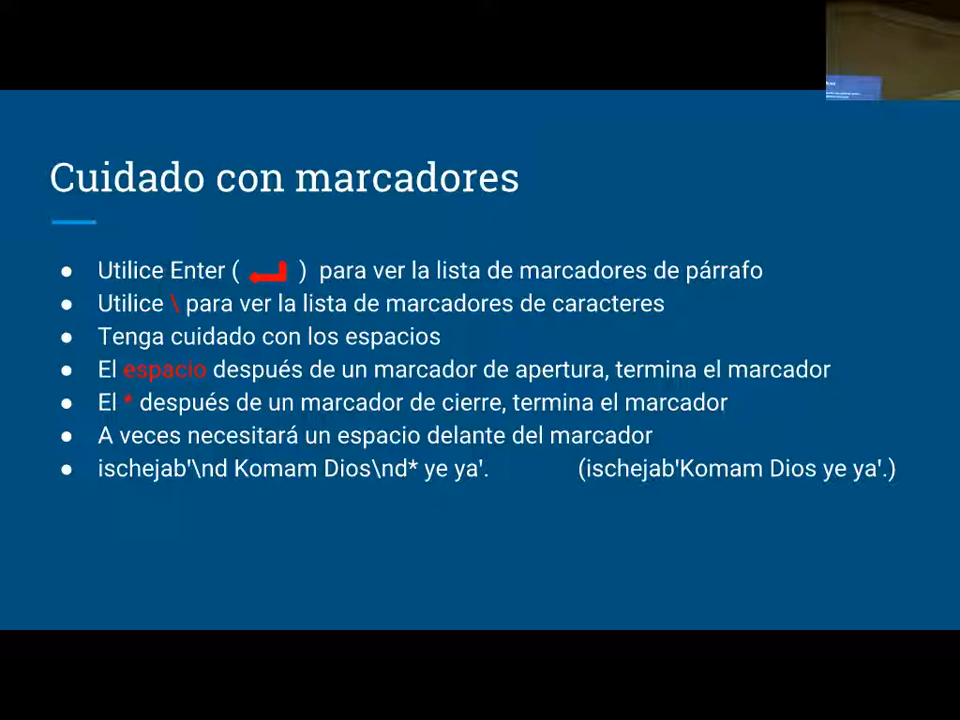 Cuidado con marcadores
● Utilice Enter ( ) para ver la lista de marcadores de párrafo
● Utilice \ para ver la lista de marcadores de caracteres
● Tenga cuidado con los espacios
● El espacio después de un marcador de apertura, termina el marcador
● El * después de un marcador de cierre, termina el marcador
● A veces necesitará un espacio delante del marcador
● ischejab'\nd Komam Dios\nd* ye ya'. (ischejab'Komam Dios ye ya'.)